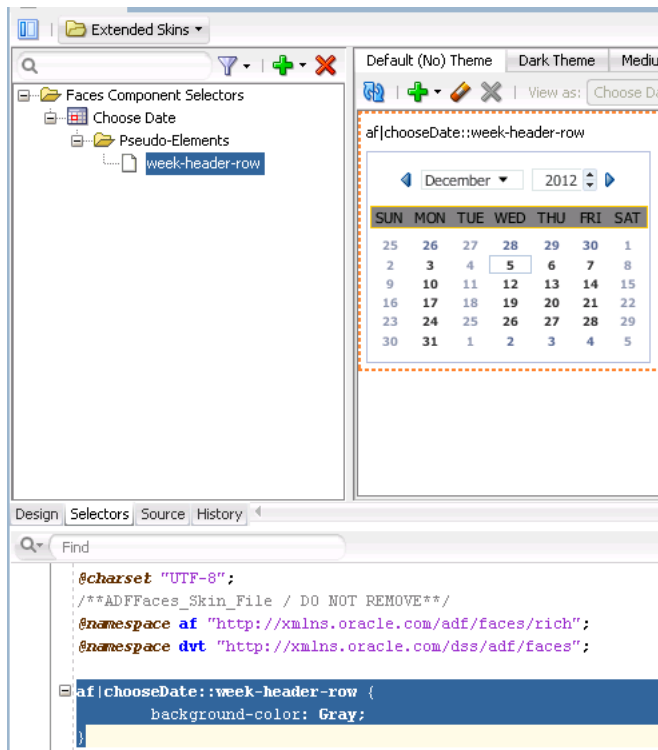 Extended Skins
Default (No) Theme
Dark Theme
Mediu
View as:
Choose Da
Faces Component Selectors
Choose Date
Pseudo-Elements
week-header-row
af|chooseDate::week-header-row
December
2012
SUN MON TUE WED THU FRI SAT
25 26 27 28 29 30 1
2 3 4 5 6 7 8
9 10 11 12 13 14 15
16 17 18 19 20 21 22
23 24 25 26 27 28 29
30 31 1 2 3 4 5
Design Selectors Source History
Find
@charset "UTF-8";
/**ADFFaces_Skin_File / DO NOT REMOVE**/
@namespace af "http://xmlns.oracle.com/adf/faces/rich";
@namespace dvt "http://xmlns.oracle.com/dss/adf/faces";
af|chooseDate::week-header-row {
background-color: Gray;
}